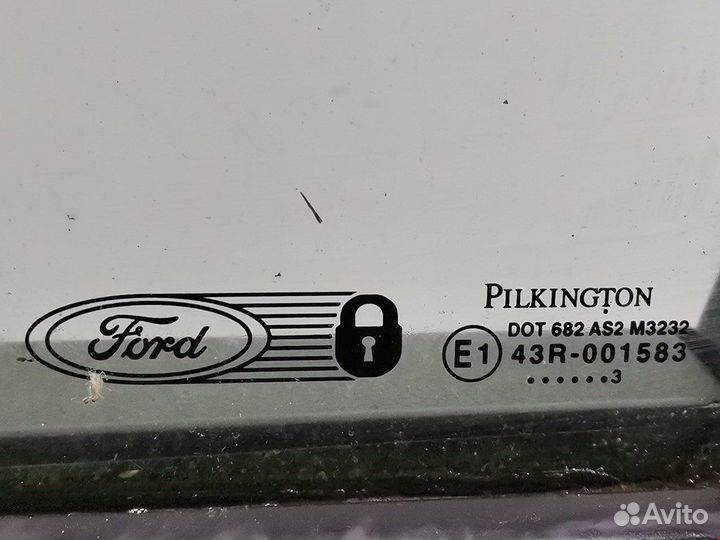 Ford
PILKINGTON
DOT 682 AS2 M3232
E1 43R-001583
......3
Avito